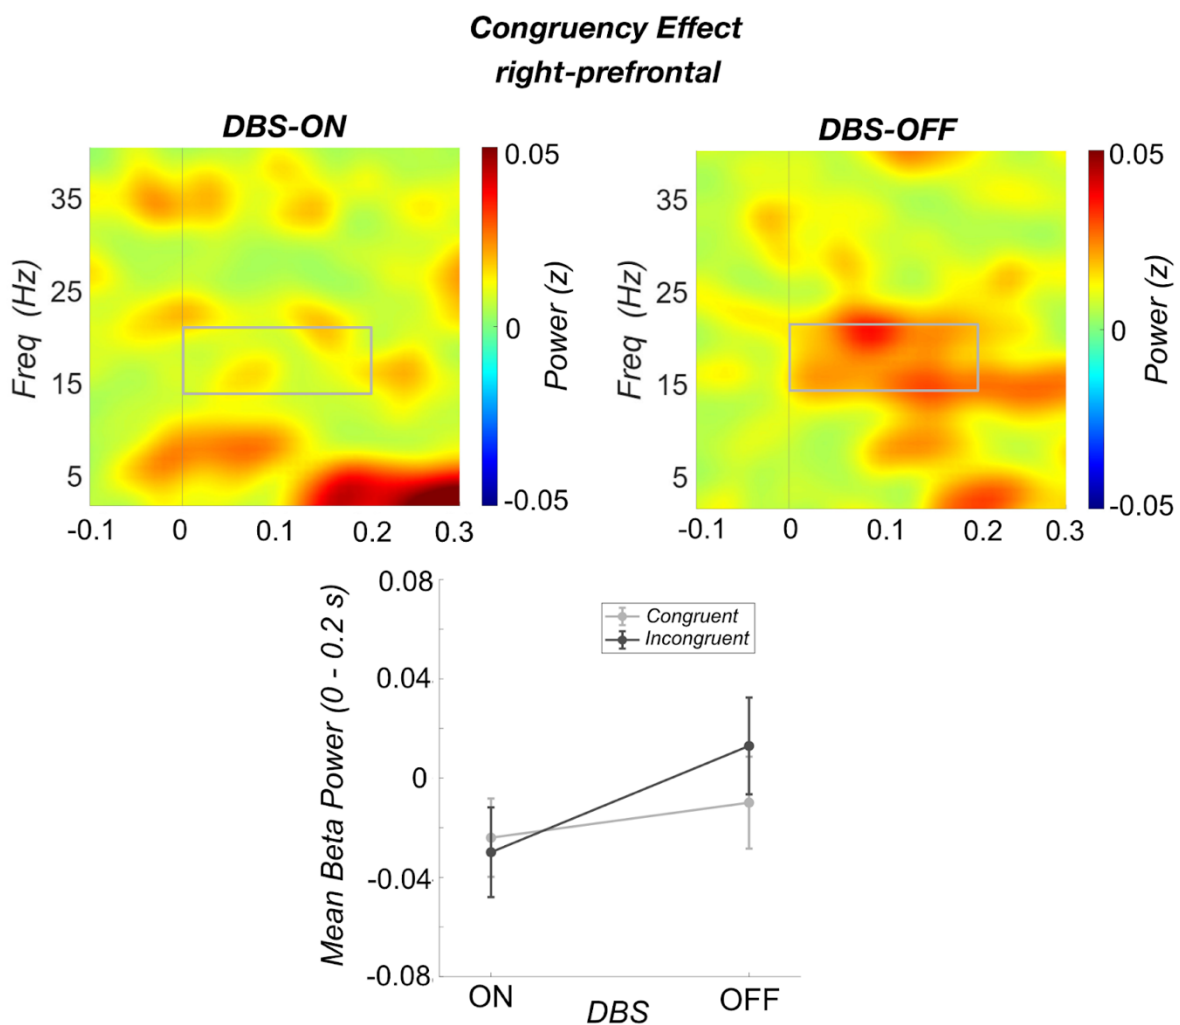 Congruency Effect
right-prefrontal
DBS-ON
Freq (Hz)
35
25
15
5
-0.1 0 0.1 0.2 0.3
0.05
0
-0.05
Power (z)
DBS-OFF
Freq (Hz)
35
25
15
5
-0.1 0 0.1 0.2 0.3
0.05
0
-0.05
Power (z)
Mean Beta Power (0 - 0.2 s)
0.08
0.04
0
-0.04
-0.08
Congruent
Incongruent
ON OFF
DBS